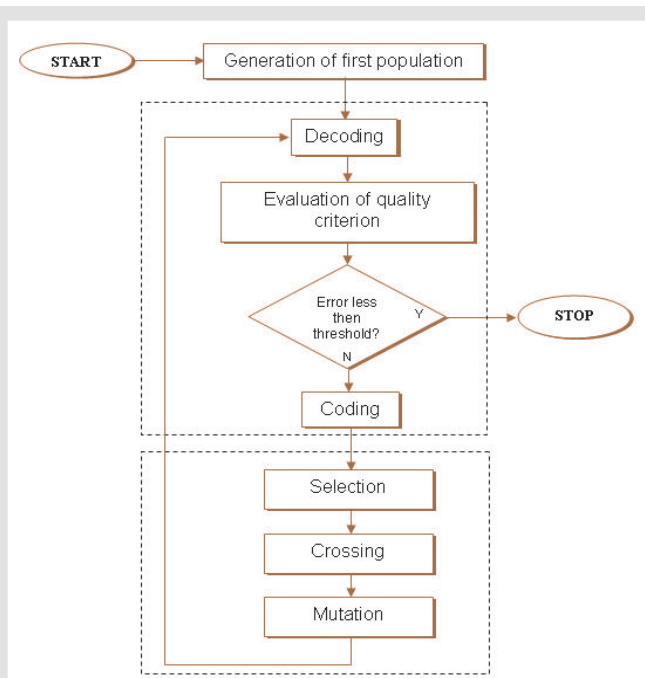 START
Generation of first population
Decoding
Evaluation of quality
criterion
Error less
then
threshold?
Y
N
STOP
Coding
Selection
Crossing
Mutation